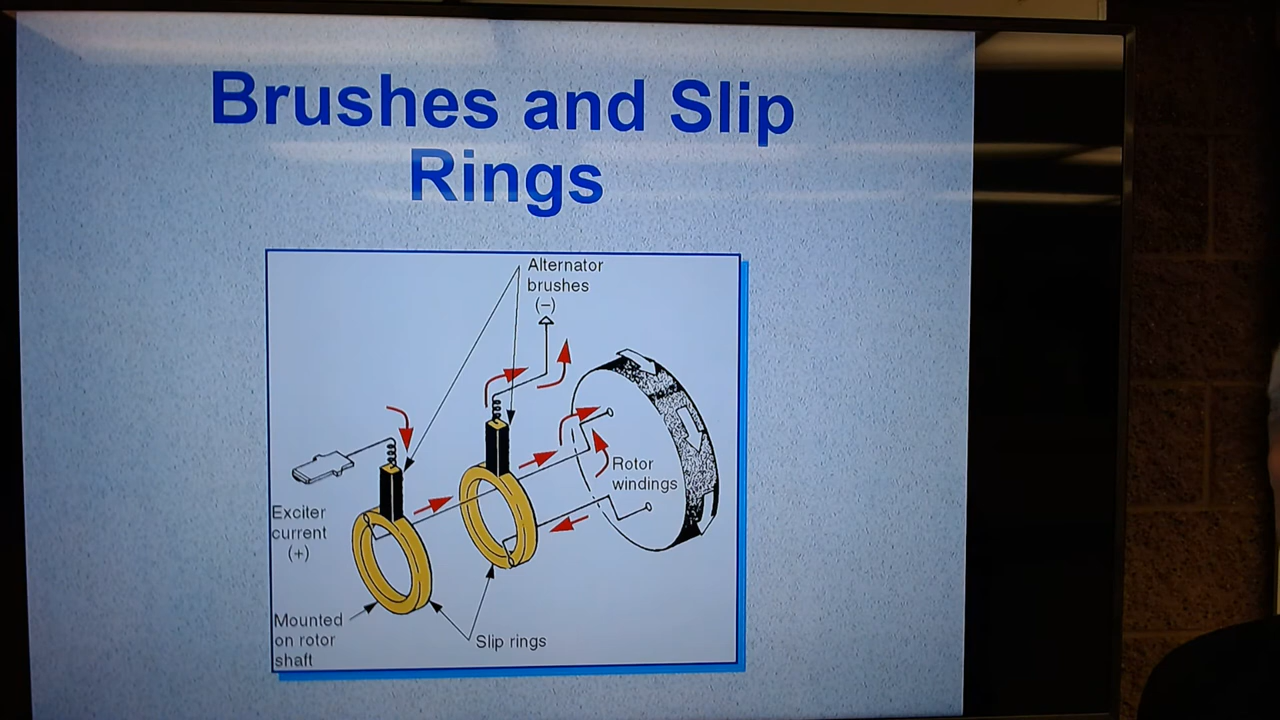 Brushes and Slip
Rings
Alternator
brushes
(–)
Rotor
windings
Exciter
current
(+)
Mounted
on rotor
shaft
Slip rings